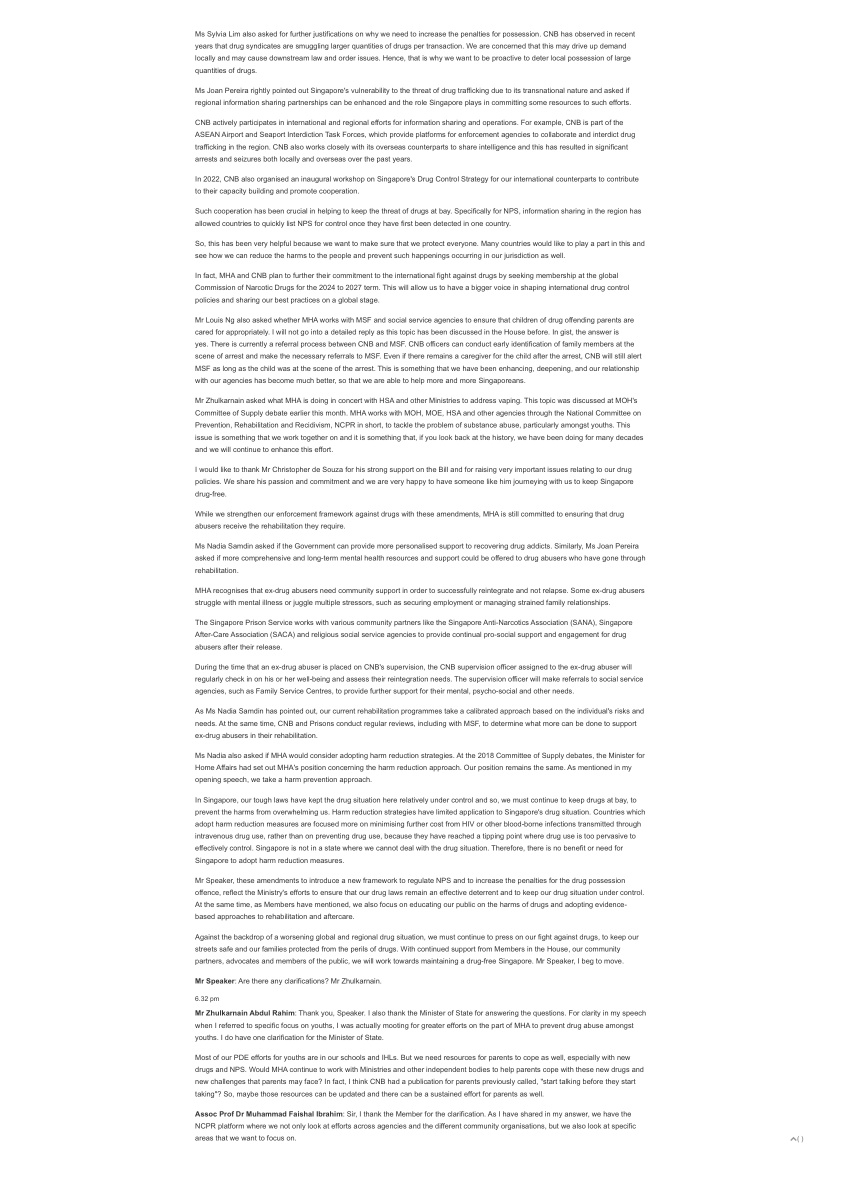 Ms Sylvia Lim also asked for further justifications on why we need to increase the penalties for possession. CNB has observed in recent
years that drug syndicates are smuggling larger quantities of drugs per transaction. We are concerned that this may drive up demand
locally and may cause downstream law and order issues. Hence, that is why we want to be proactive to deter local possession of large
quantities of drugs.
Ms Joan Pereira rightly pointed out Singapore's vulnerability to the threat of drug trafficking due to its transnational nature and asked if
regional information sharing partnerships can be enhanced and the role Singapore plays in committing some resources to such efforts.
CNB actively participates in international and regional efforts for information sharing and operations. For example, CNB is part of the
ASEAN Airport and Seaport Interdiction Task Forces, which provide platforms for enforcement agencies to collaborate and interdict drug
trafficking in the region. CNB also works closely with its overseas counterparts to share intelligence and this has resulted in significant
arrests and seizures both locally and overseas over the past years.
In 2022, CNB also organised an inaugural workshop on Singapore's Drug Control Strategy for our international counterparts to contribute
to their capacity building and promote cooperation.
Such cooperation has been crucial in helping to keep the threat of drugs at bay. Specifically for NPS, information sharing in the region has
allowed countries to quickly list NPS for control once they have first been detected in one country.
So, this has been very helpful because we want to make sure that we protect everyone. Many countries would like to play a part in this and
see how we can reduce the harms to the people and prevent such happenings occurring in our jurisdiction as well.
In fact, MHA and CNB plan to further their commitment to the international fight against drugs by seeking membership at the global
Commission of Narcotic Drugs for the 2024 to 2027 term. This will allow us to have a bigger voice in shaping international drug control
policies and sharing our best practices on a global stage.
Mr Louis Ng also asked whether MHA works with MSF and social service agencies to ensure that children of drug offending parents are
cared for appropriately. I will not go into a detailed reply as this topic has been discussed in the House before. In gist, the answer is
yes. There is currently a referral process between CNB and MSF. CNB officers can conduct early identification of family members at the
scene of arrest and make the necessary referrals to MSF. Even if there remains a caregiver for the child after the arrest, CNB will still alert
MSF as long as the child was at the scene of the arrest. This is something that we have been enhancing, deepening, and our relationship
with our agencies has become much better, so that we are able to help more and more Singaporeans.
Mr Zhulkarnain asked what MHA is doing in concert with HSA and other Ministries to address vaping. This topic was discussed at MOH's
Committee of Supply debate earlier this month. MHA works with MOH, MOE, HSA and other agencies through the National Committee on
Prevention, Rehabilitation and Recidivism, NCPR in short, to tackle the problem of substance abuse, particularly amongst youths. This
issue is something that we work together on and it is something that, if you look back at the history, we have been doing for many decades
and we will continue to enhance this effort.
I would like to thank Mr Christopher de Souza for his strong support on the Bill and for raising very important issues relating to our drug
policies. We share his passion and commitment and we are very happy to have someone like him journeying with us to keep Singapore
drug-free.
While we strengthen our enforcement framework against drugs with these amendments, MHA is still committed to ensuring that drug
abusers receive the rehabilitation they require.
Ms Nadia Samdin asked if the Government can provide more personalised support to recovering drug addicts. Similarly, Ms Joan Pereira
asked if more comprehensive and long-term mental health resources and support could be offered to drug abusers who have gone through
rehabilitation.
MHA recognises that ex-drug abusers need community support in order to successfully reintegrate and not relapse. Some ex-drug abusers
struggle with mental illness or juggle multiple stressors, such as securing employment or managing strained family relationships.
The Singapore Prison Service works with various community partners like the Singapore Anti-Narcotics Association (SANA), Singapore
After-Care Association (SACA) and religious social service agencies to provide continual pro-social support and engagement for drug
abusers after their release.
During the time that an ex-drug abuser is placed on CNB's supervision, the CNB supervision officer assigned to the ex-drug abuser will
regularly check in on his or her well-being and assess their reintegration needs. The supervision officer will make referrals to social service
agencies, such as Family Service Centres, to provide further support for their mental, psycho-social and other needs.
As Ms Nadia Samdin has pointed out, our current rehabilitation programmes take a calibrated approach based on the individual's risks and
needs. At the same time, CNB and Prisons conduct regular reviews, including with MSF, to determine what more can be done to support
ex-drug abusers in their rehabilitation.
Ms Nadia also asked if MHA would consider adopting harm reduction strategies. At the 2018 Committee of Supply debates, the Minister for
Home Affairs had set out MHA's position concerning the harm reduction approach. Our position remains the same. As mentioned in my
opening speech, we take a harm prevention approach.
In Singapore, our tough laws have kept the drug situation here relatively under control and so, we must continue to keep drugs at bay, to
prevent the harms from overwhelming us. Harm reduction strategies have limited application to Singapore's drug situation. Countries which
adopt harm reduction measures are focused more on minimising further cost from HIV or other blood-borne infections transmitted through
intravenous drug use, rather than on preventing drug use, because they have reached a tipping point where drug use is too pervasive to
effectively control. Singapore is not in a state where we cannot deal with the drug situation. Therefore, there is no benefit or need for
Singapore to adopt harm reduction measures.
Mr Speaker, these amendments to introduce a new framework to regulate NPS and to increase the penalties for the drug possession
offence, reflect the Ministry's efforts to ensure that our drug laws remain an effective deterrent and to keep our drug situation under control.
At the same time, as Members have mentioned, we also focus on educating our public on the harms of drugs and adopting evidence-
based approaches to rehabilitation and aftercare.
Against the backdrop of a worsening global and regional drug situation, we must continue to press on our fight against drugs, to keep our
streets safe and our families protected from the perils of drugs. With continued support from Members in the House, our community
partners, advocates and members of the public, we will work towards maintaining a drug-free Singapore. Mr Speaker, I beg to move.
Mr Speaker: Are there any clarifications? Mr Zhulkarnain.
6.32 pm
Mr Zhulkarnain Abdul Rahim: Thank you, Speaker. I also thank the Minister of State for answering the questions. For clarity in my speech
when I referred to specific focus on youths, I was actually mooting for greater efforts on the part of MHA to prevent drug abuse amongst
youths. I do have one clarification for the Minister of State.
Most of our PDE efforts for youths are in our schools and IHLs. But we need resources for parents to cope as well, especially with new
drugs and NPS. Would MHA continue to work with Ministries and other independent bodies to help parents cope with these new drugs and
new challenges that parents may face? In fact, I think CNB had a publication for parents previously called, "start talking before they start
taking"? So, maybe those resources can be updated and there can be a sustained effort for parents as well.
Assoc Prof Dr Muhammad Faishal Ibrahim: Sir, I thank the Member for the clarification. As I have shared in my answer, we have the
NCPR platform where we not only look at efforts across agencies and the different community organisations, but we also look at specific
areas that we want to focus on.
( )